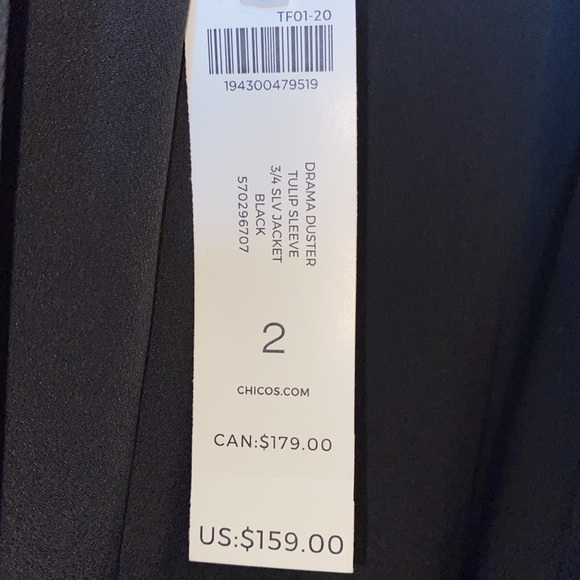 TF01-20
194300479519
DRAMA DUSTER
TULIP SLEEVE
3/4 SLV JACKET
BLACK
570296707
2
CHICOS.COM
CAN:$179.00
US:$159.00